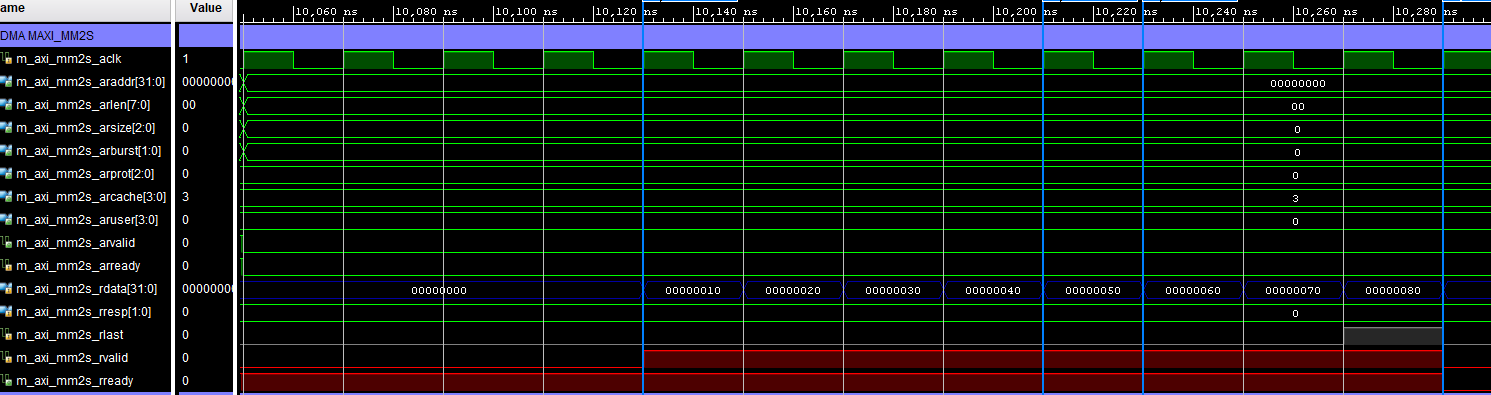 ame Value 10,060 ns 10,080 ns 10,100 ns 10,120 ns 10,140 ns 10,160 ns 10,180 ns 10,200 ns 10,220 ns 10,240 ns 10,260 ns 10,280 ns
DMA MAXI_MM2S
m_axi_mm2s_aclk 1
m_axi_mm2s_araddr[31:0] 00000000 00000000
m_axi_mm2s_arlen[7:0] 00 00
m_axi_mm2s_arsize[2:0] 0 0
m_axi_mm2s_arburst[1:0] 0 0
m_axi_mm2s_arprot[2:0] 0 0
m_axi_mm2s_arcache[3:0] 3 3
m_axi_mm2s_aruser[3:0] 0 0
m_axi_mm2s_arvalid 0
m_axi_mm2s_arready 0
m_axi_mm2s_rdata[31:0] 00000000 00000000 00000010 00000020 00000030 00000040 00000050 00000060 00000070 00000080
m_axi_mm2s_rresp[1:0] 0 0
m_axi_mm2s_rlast 0
m_axi_mm2s_rvalid 0
m_axi_mm2s_rready 0